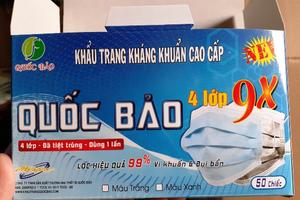 QUỐC BẢO
KHẨU TRANG KHÁNG KHUẨN CAO CẤP
NEW
QUỐC BẢO
4 lớp 9X
4 lớp - Đã tiệt trùng - Dùng 1 lần
LỌC HIỆU QUẢ 99% Vi khuẩn & Bụi bẩn
Màu Trắng
Màu Xanh
50 CHIẾC